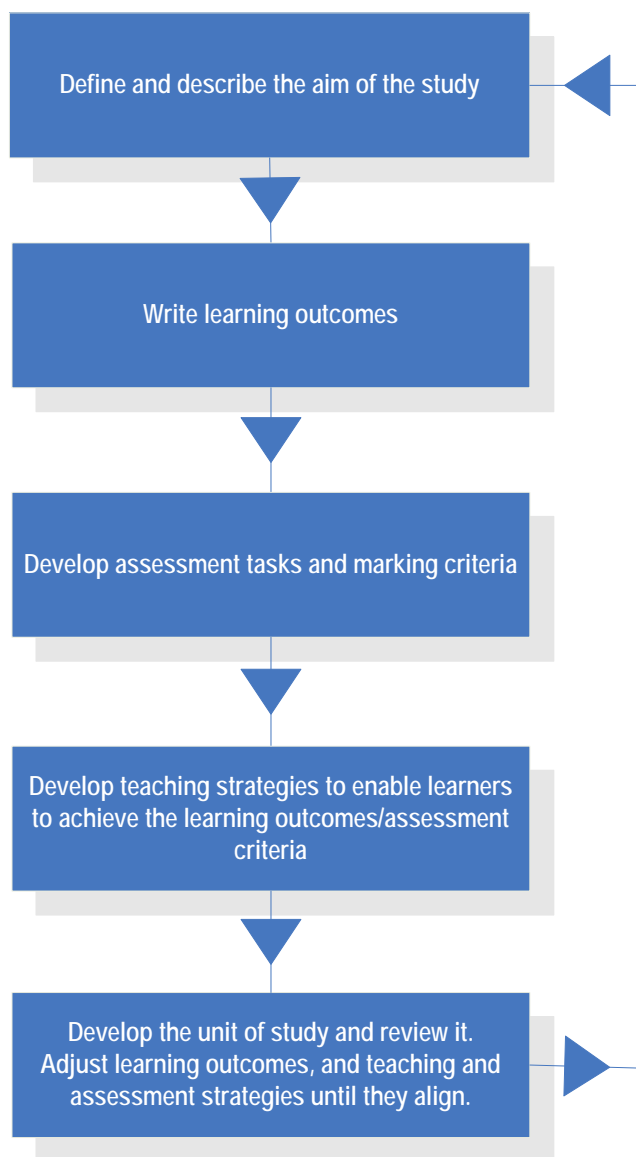 Define and describe the aim of the study
Write learning outcomes
Develop assessment tasks and marking criteria
Develop teaching strategies to enable learners
to achieve the learning outcomes/assessment
criteria
Develop the unit of study and review it.
Adjust learning outcomes, and teaching and
assessment strategies until they align.